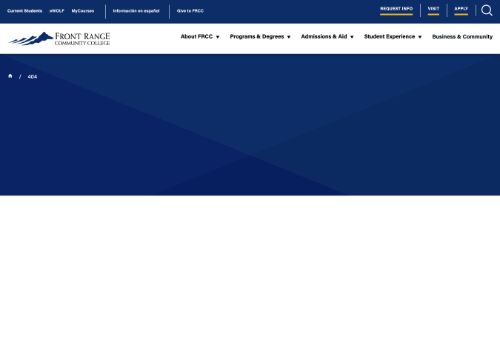 Current Students eWOLF MyCourses Información en español Give to FRCC REQUEST INFO VISIT APPLY
FRONT RANGE
COMMUNITY COLLEGE
About FRCC ▼ Programs & Degrees ▼ Admissions & Aid ▼ Student Experience ▼ Business & Community
/ 404